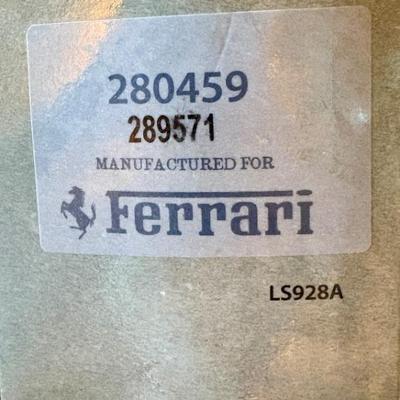 280459
289571
MANUFACTURED FOR
Ferrari
LS928A